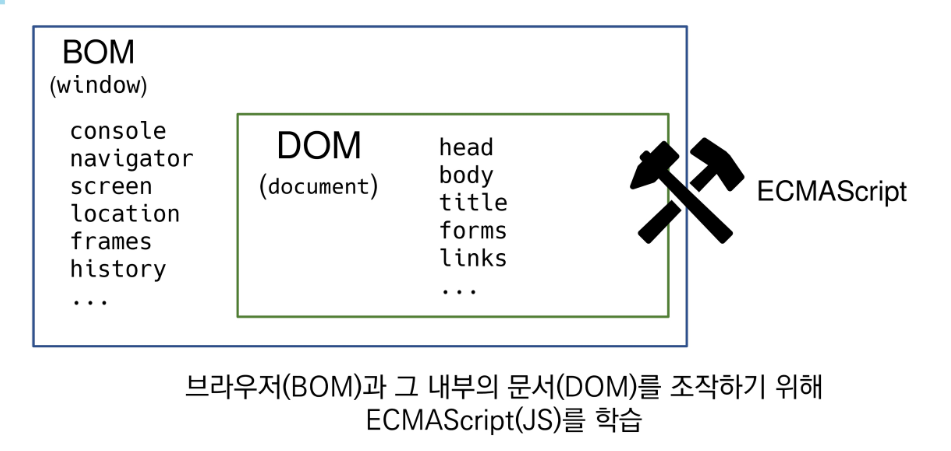 BOM
(window)
console
navigator
screen
location
frames
history
...
DOM
(document)
head
body
title
forms
links
...
ECMAScript
브라우저(BOM)과 그 내부의 문서(DOM)를 조작하기 위해
ECMAScript(JS)를 학습